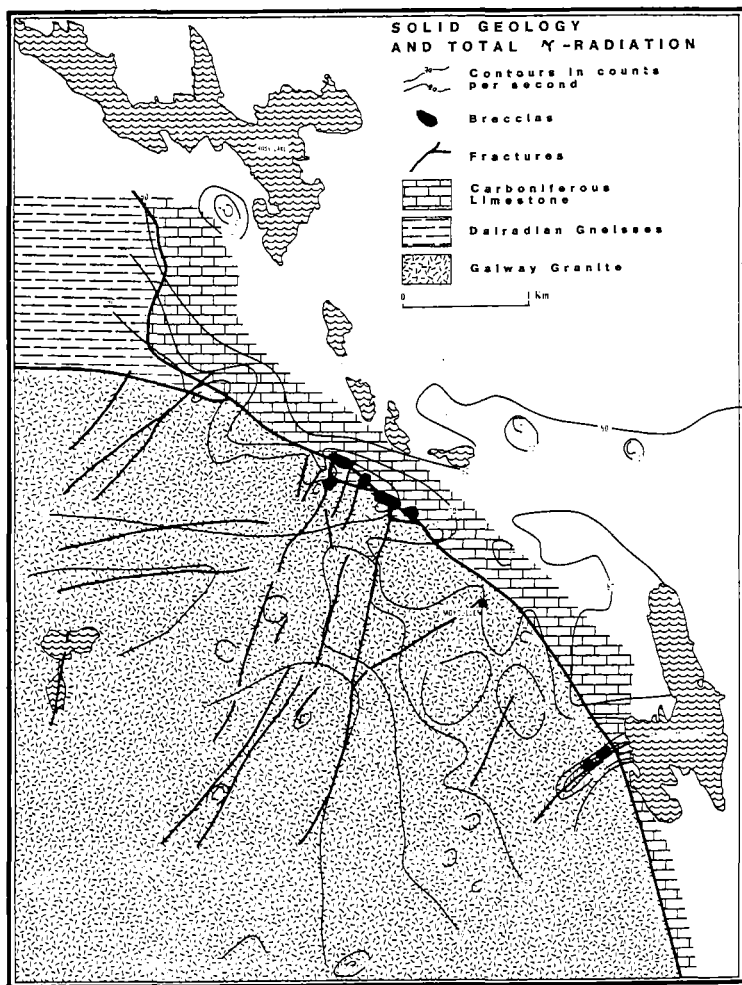 SOLID GEOLOGY
AND TOTAL γ-RADIATION
Contours in counts
per second
Breccias
Fractures
Carboniferous
Limestone
Dalradian Gneisses
Galway Granite
0 1 km
50